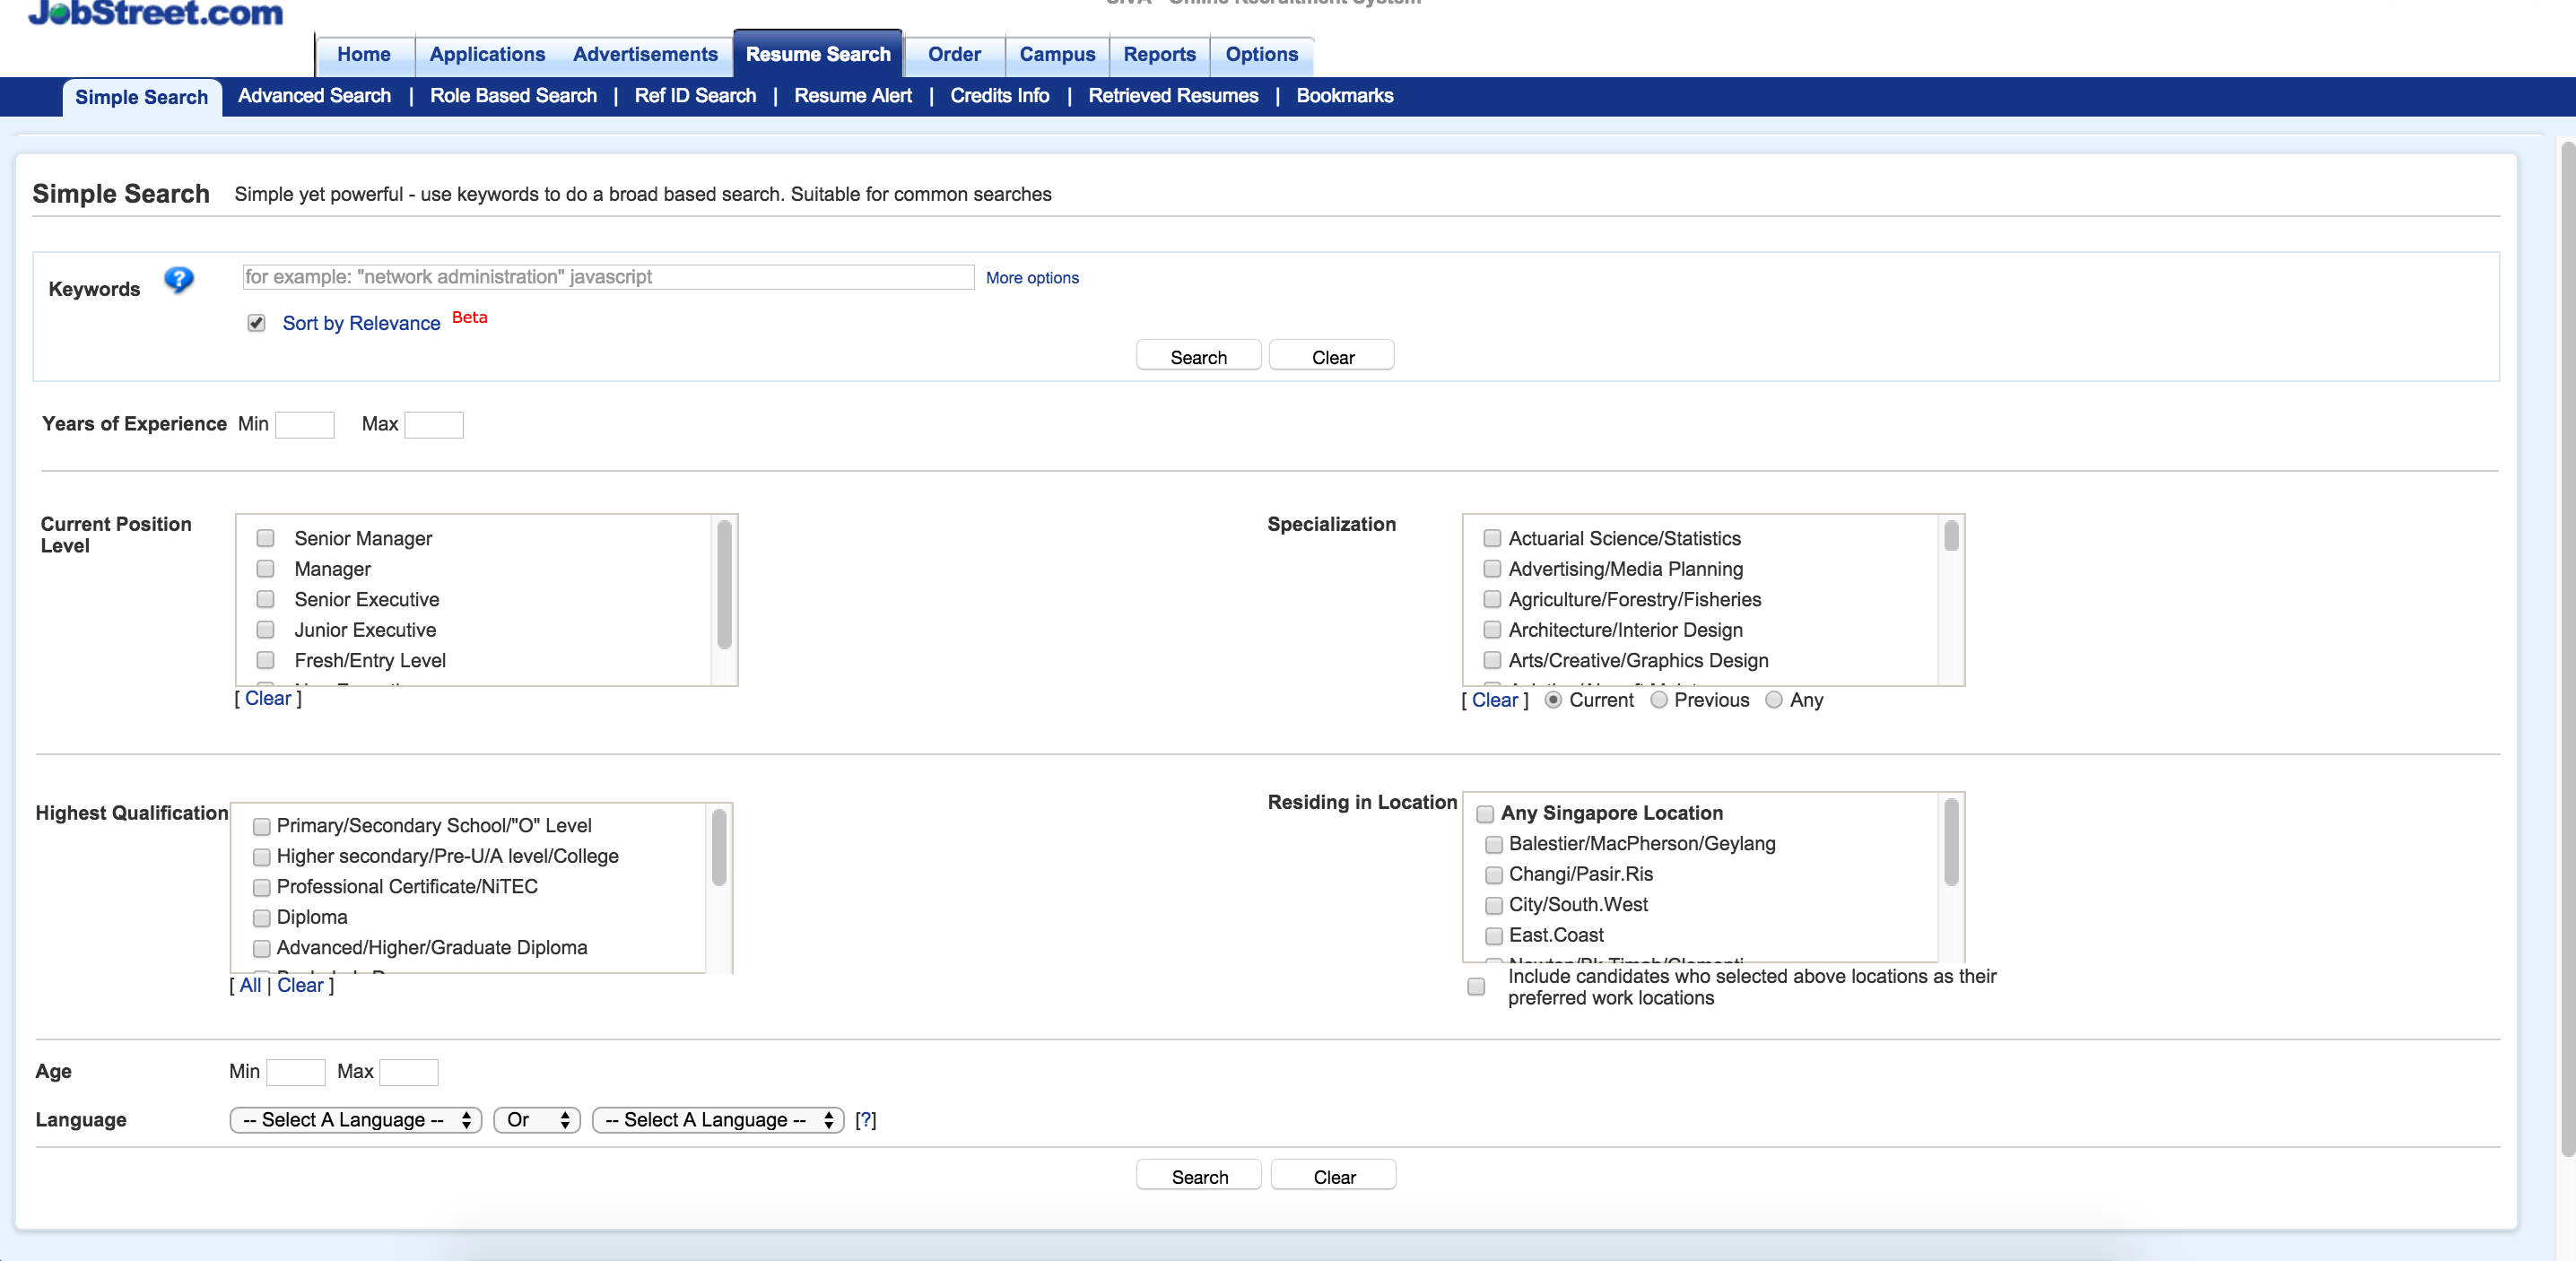 JobStreet.com
SiVA - Online Recruitment System
Home Applications Advertisements Resume Search Order Campus Reports Options
Simple Search Advanced Search | Role Based Search | Ref ID Search | Resume Alert | Credits Info | Retrieved Resumes | Bookmarks
Simple Search Simple yet powerful - use keywords to do a broad based search. Suitable for common searches
Keywords ? for example: "network administration" javascript More options
Sort by Relevance Beta
Search Clear
Years of Experience Min Max
Current Position Level
Senior Manager
Manager
Senior Executive
Junior Executive
Fresh/Entry Level
[ Clear ]
Specialization
Actuarial Science/Statistics
Advertising/Media Planning
Agriculture/Forestry/Fisheries
Architecture/Interior Design
Arts/Creative/Graphics Design
[ Clear ] Current Previous Any
Highest Qualification
Primary/Secondary School/"O" Level
Higher secondary/Pre-U/A level/College
Professional Certificate/NiTEC
Diploma
Advanced/Higher/Graduate Diploma
[ All | Clear ]
Residing in Location
Any Singapore Location
Balestier/MacPherson/Geylang
Changi/Pasir.Ris
City/South.West
East.Coast
Include candidates who selected above locations as their
preferred work locations
Age Min Max
Language -- Select A Language -- Or -- Select A Language -- [?]
Search Clear